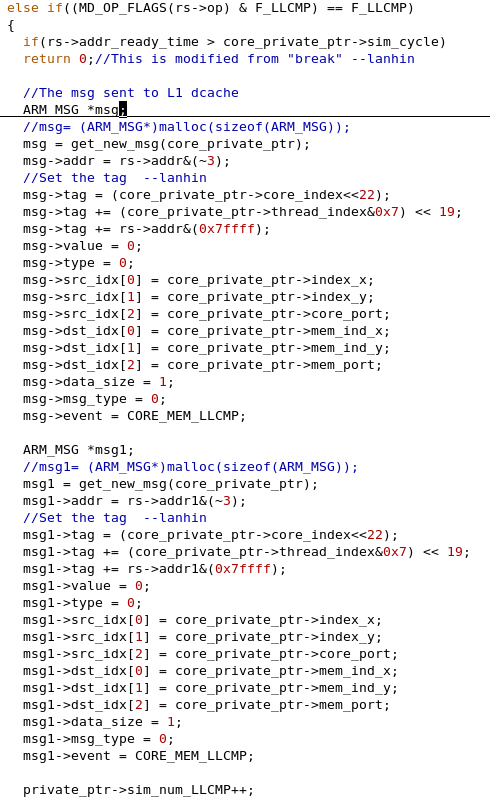 else if((MD_OP_FLAGS(rs->op) & F_LLCMP) == F_LLCMP)
{
  if(rs->addr_ready_time > core_private_ptr->sim_cycle)
  return 0;//This is modified from "break" --lanhin

  //The msg sent to L1 dcache
  ARM_MSG *msg;
  //msg= (ARM_MSG*)malloc(sizeof(ARM_MSG));
  msg = get_new_msg(core_private_ptr);
  msg->addr = rs->addr&(~3);
  //Set the tag  --lanhin
  msg->tag = (core_private_ptr->core_index<<22);
  msg->tag += (core_private_ptr->thread_index&0x7) << 19;
  msg->tag += rs->addr&(0x7ffff);
  msg->value = 0;
  msg->type = 0;
  msg->src_idx[0] = core_private_ptr->index_x;
  msg->src_idx[1] = core_private_ptr->index_y;
  msg->src_idx[2] = core_private_ptr->core_port;
  msg->dst_idx[0] = core_private_ptr->mem_ind_x;
  msg->dst_idx[1] = core_private_ptr->mem_ind_y;
  msg->dst_idx[2] = core_private_ptr->mem_port;
  msg->data_size = 1;
  msg->msg_type = 0;
  msg->event = CORE_MEM_LLCMP;

  ARM_MSG *msg1;
  //msg1= (ARM_MSG*)malloc(sizeof(ARM_MSG));
  msg1 = get_new_msg(core_private_ptr);
  msg1->addr = rs->addr1&(~3);
  //Set the tag  --lanhin
  msg1->tag = (core_private_ptr->core_index<<22);
  msg1->tag += (core_private_ptr->thread_index&0x7) << 19;
  msg1->tag += rs->addr1&(0x7ffff);
  msg1->value = 0;
  msg1->type = 0;
  msg1->src_idx[0] = core_private_ptr->index_x;
  msg1->src_idx[1] = core_private_ptr->index_y;
  msg1->src_idx[2] = core_private_ptr->core_port;
  msg1->dst_idx[0] = core_private_ptr->mem_ind_x;
  msg1->dst_idx[1] = core_private_ptr->mem_ind_y;
  msg1->dst_idx[2] = core_private_ptr->mem_port;
  msg1->data_size = 1;
  msg1->msg_type = 0;
  msg1->event = CORE_MEM_LLCMP;

  private_ptr->sim_num_LLCMP++;